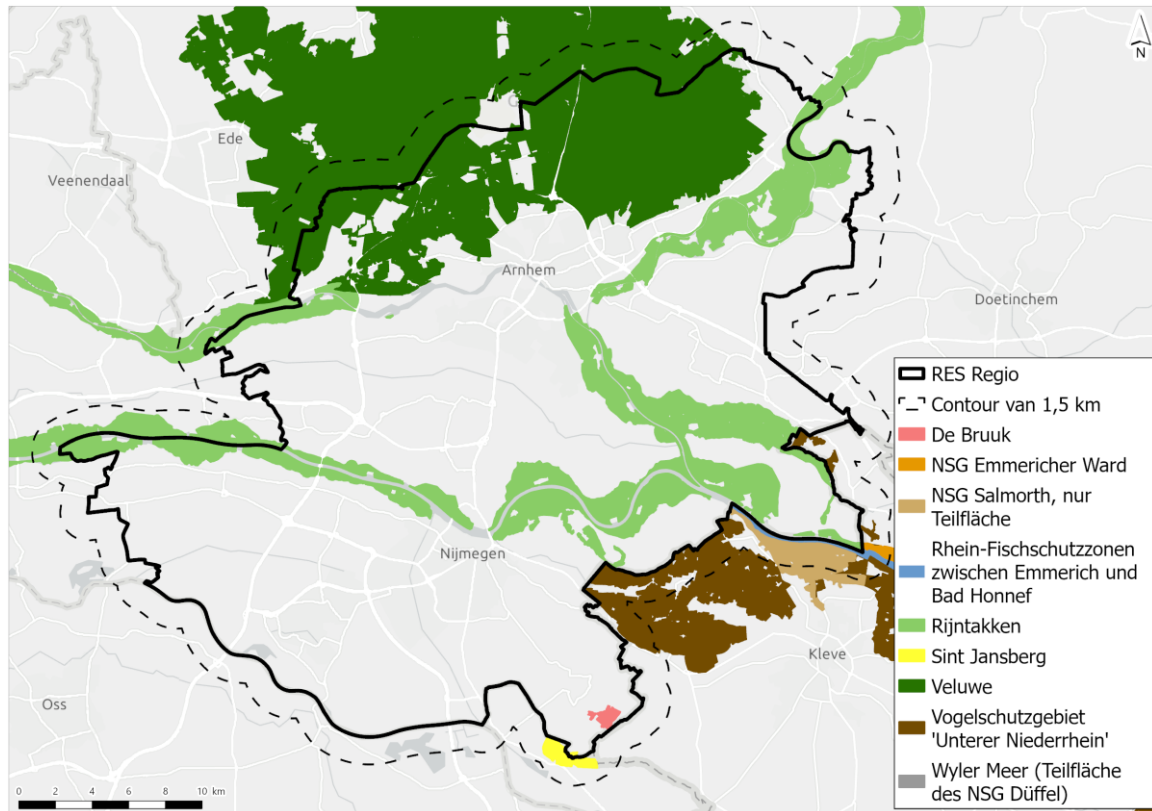 N
Ede
Veenendaal
Arnhem
Doetinchem
Nijmegen
Kleve
Oss
0 2 4 6 8 10 km
RES Regio
Contour van 1,5 km
De Bruuk
NSG Emmericher Ward
NSG Salmorth, nur
Teilfläche
Rhein-Fischschutzzonen
zwischen Emmerich und
Bad Honnef
Rijntakken
Sint Jansberg
Veluwe
Vogelschutzgebiet
'Unterer Niederrhein'
Wyler Meer (Teilfläche
des NSG Düffel)